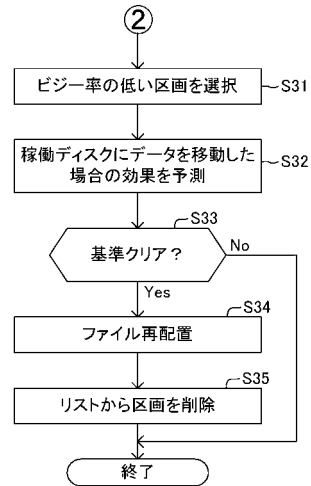 ②
ビジー率の低い区画を選択
S31
稼働ディスクにデータを移動した
場合の効果を予測
S32
S33
基準クリア？
No
Yes
S34
ファイル再配置
S35
リストから区画を削除
終了